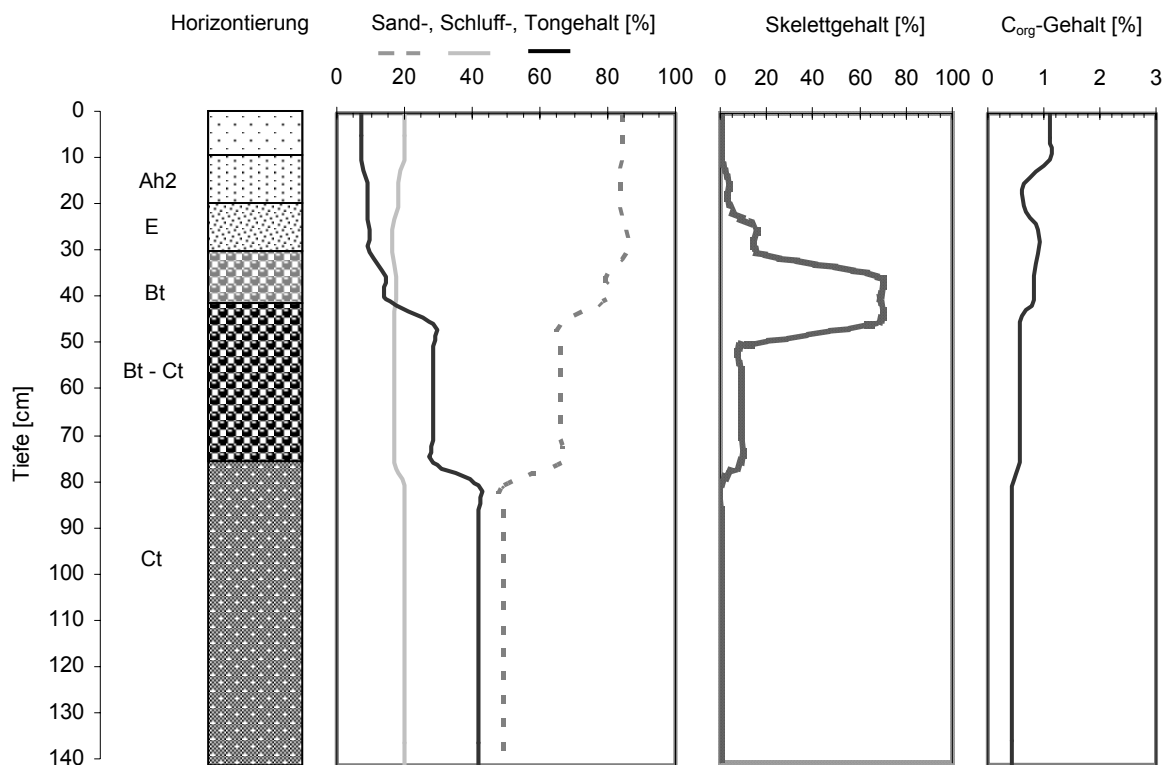 Horizontierung
Sand-, Schluff-, Tongehalt [%]
Skelettgehalt [%]
Corg-Gehalt [%]
0 20 40 60 80 100
0 20 40 60 80 100
0 1 2 3
Tiefe [cm]
0
10
20
30
40
50
60
70
80
90
100
110
120
130
140
Ah2
E
Bt
Bt - Ct
Ct